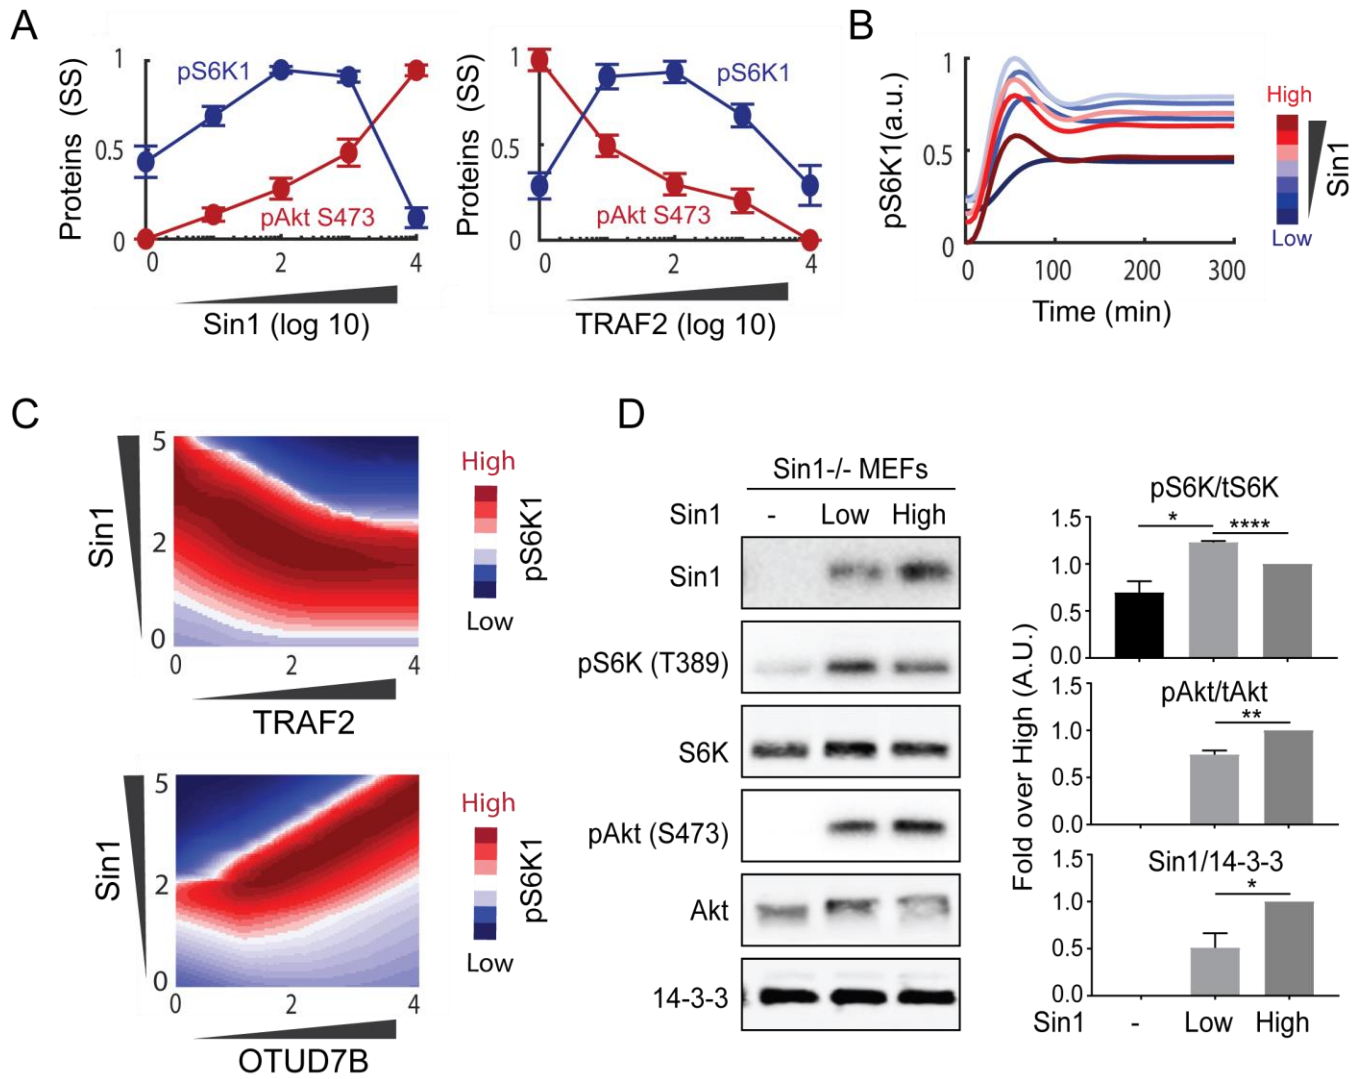 A
Proteins (SS)
1
0.5
0
pS6K1
pAkt S473
0
2
4
Sin1 (log 10)
Proteins (SS)
1
0.5
0
pS6K1
pAkt S473
0
2
4
TRAF2 (log 10)
B
pS6K1(a.u.)
1
0.5
0
0
100
200
300
Time (min)
High
Low
Sin1
C
Sin1
5
2
0
0
2
4
TRAF2
High
Low
pS6K1
Sin1
5
2
0
0
2
4
OTUD7B
High
Low
pS6K1
D
Sin1-/- MEFs
Sin1 - Low High
Sin1
pS6K (T389)
S6K
pAkt (S473)
Akt
14-3-3
Fold over High (A.U.)
pS6K/tS6K
1.5
1.0
0.5
0.0
* ****
pAkt/tAkt
1.5
1.0
0.5
0.0
**
Sin1/14-3-3
1.5
1.0
0.5
0.0
*
Sin1 - Low High